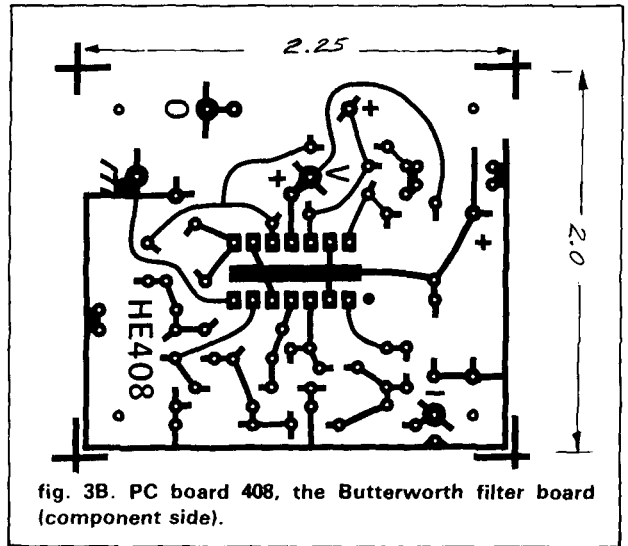 2.25
O
+
+
V
+
2.0
HE408
I
fig. 3B. PC board 408, the Butterworth filter board
(component side).